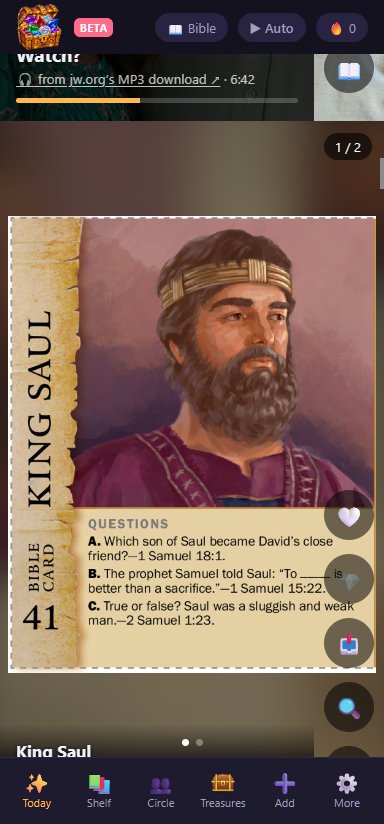 BETA
Bible
Auto
0
Watch?
from jw.org's MP3 download ↗ · 6:42
1 / 2
KING SAUL
BIBLE
CARD
41
QUESTIONS
A. Which son of Saul became David's close
friend?—1 Samuel 18:1.
B. The prophet Samuel told Saul: “To ____ is
better than a sacrifice.”—1 Samuel 15:22.
C. True or false? Saul was a sluggish and weak
man.—2 Samuel 1:23.
King Saul
Today
Shelf
Circle
Treasures
Add
More